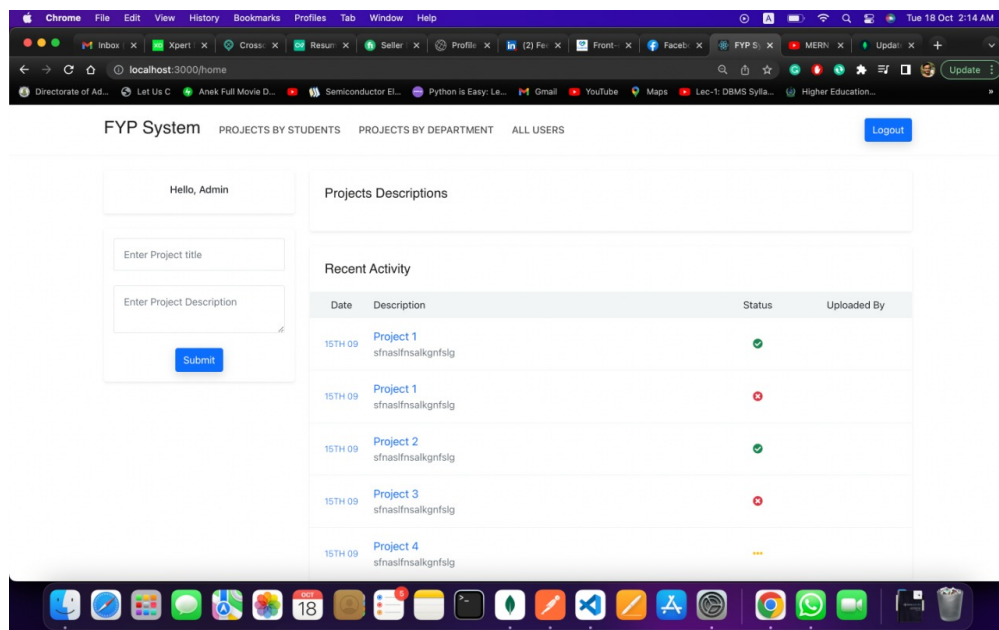 Chrome File Edit View History Bookmarks Profiles Tab Window Help Tue 18 Oct 2:14 AM
Inbox Xpert Cross Resum Seller Profile (2) Fe Front- Faceb FYP Sy MERN Updat
localhost:3000/home Update
Directorate of Ad... Let Us C Anek Full Movie D... Semiconductor El... Python is Easy: Le... Gmail YouTube Maps Lec-1: DBMS Sylla... Higher Education... »
FYP System PROJECTS BY STUDENTS PROJECTS BY DEPARTMENT ALL USERS Logout
Hello, Admin
Enter Project title
Enter Project Description
Submit
Projects Descriptions
Recent Activity
Date Description Status Uploaded By
15TH 09 Project 1
sfnaslfnsalkgnfslg
15TH 09 Project 1
sfnaslfnsalkgnfslg
15TH 09 Project 2
sfnaslfnsalkgnfslg
15TH 09 Project 3
sfnaslfnsalkgnfslg
15TH 09 Project 4
sfnaslfnsalkgnfslg
OCT
18
5